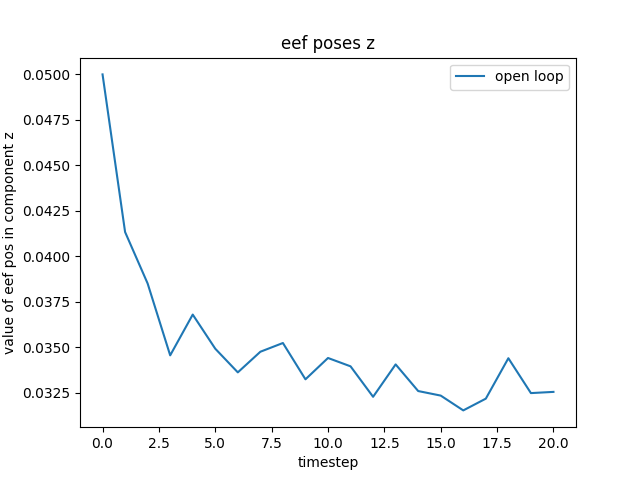 eef poses z
open loop
value of eef pos in component z
0.0500
0.0475
0.0450
0.0425
0.0400
0.0375
0.0350
0.0325
0.0 2.5 5.0 7.5 10.0 12.5 15.0 17.5 20.0
timestep